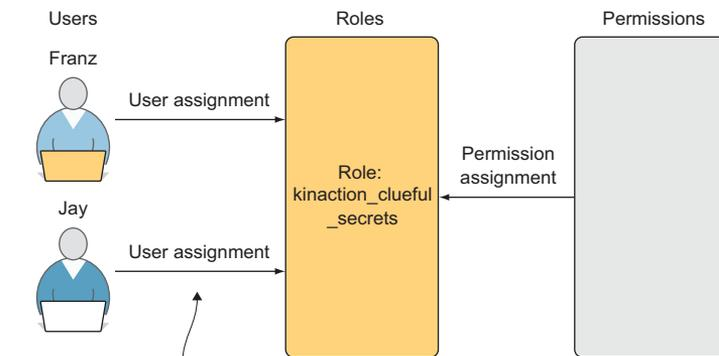 Users
Roles
Permissions
Franz
User assignment
Permission
assignment
Role:
kinaction_clueful
_secrets
Jay
User assignment